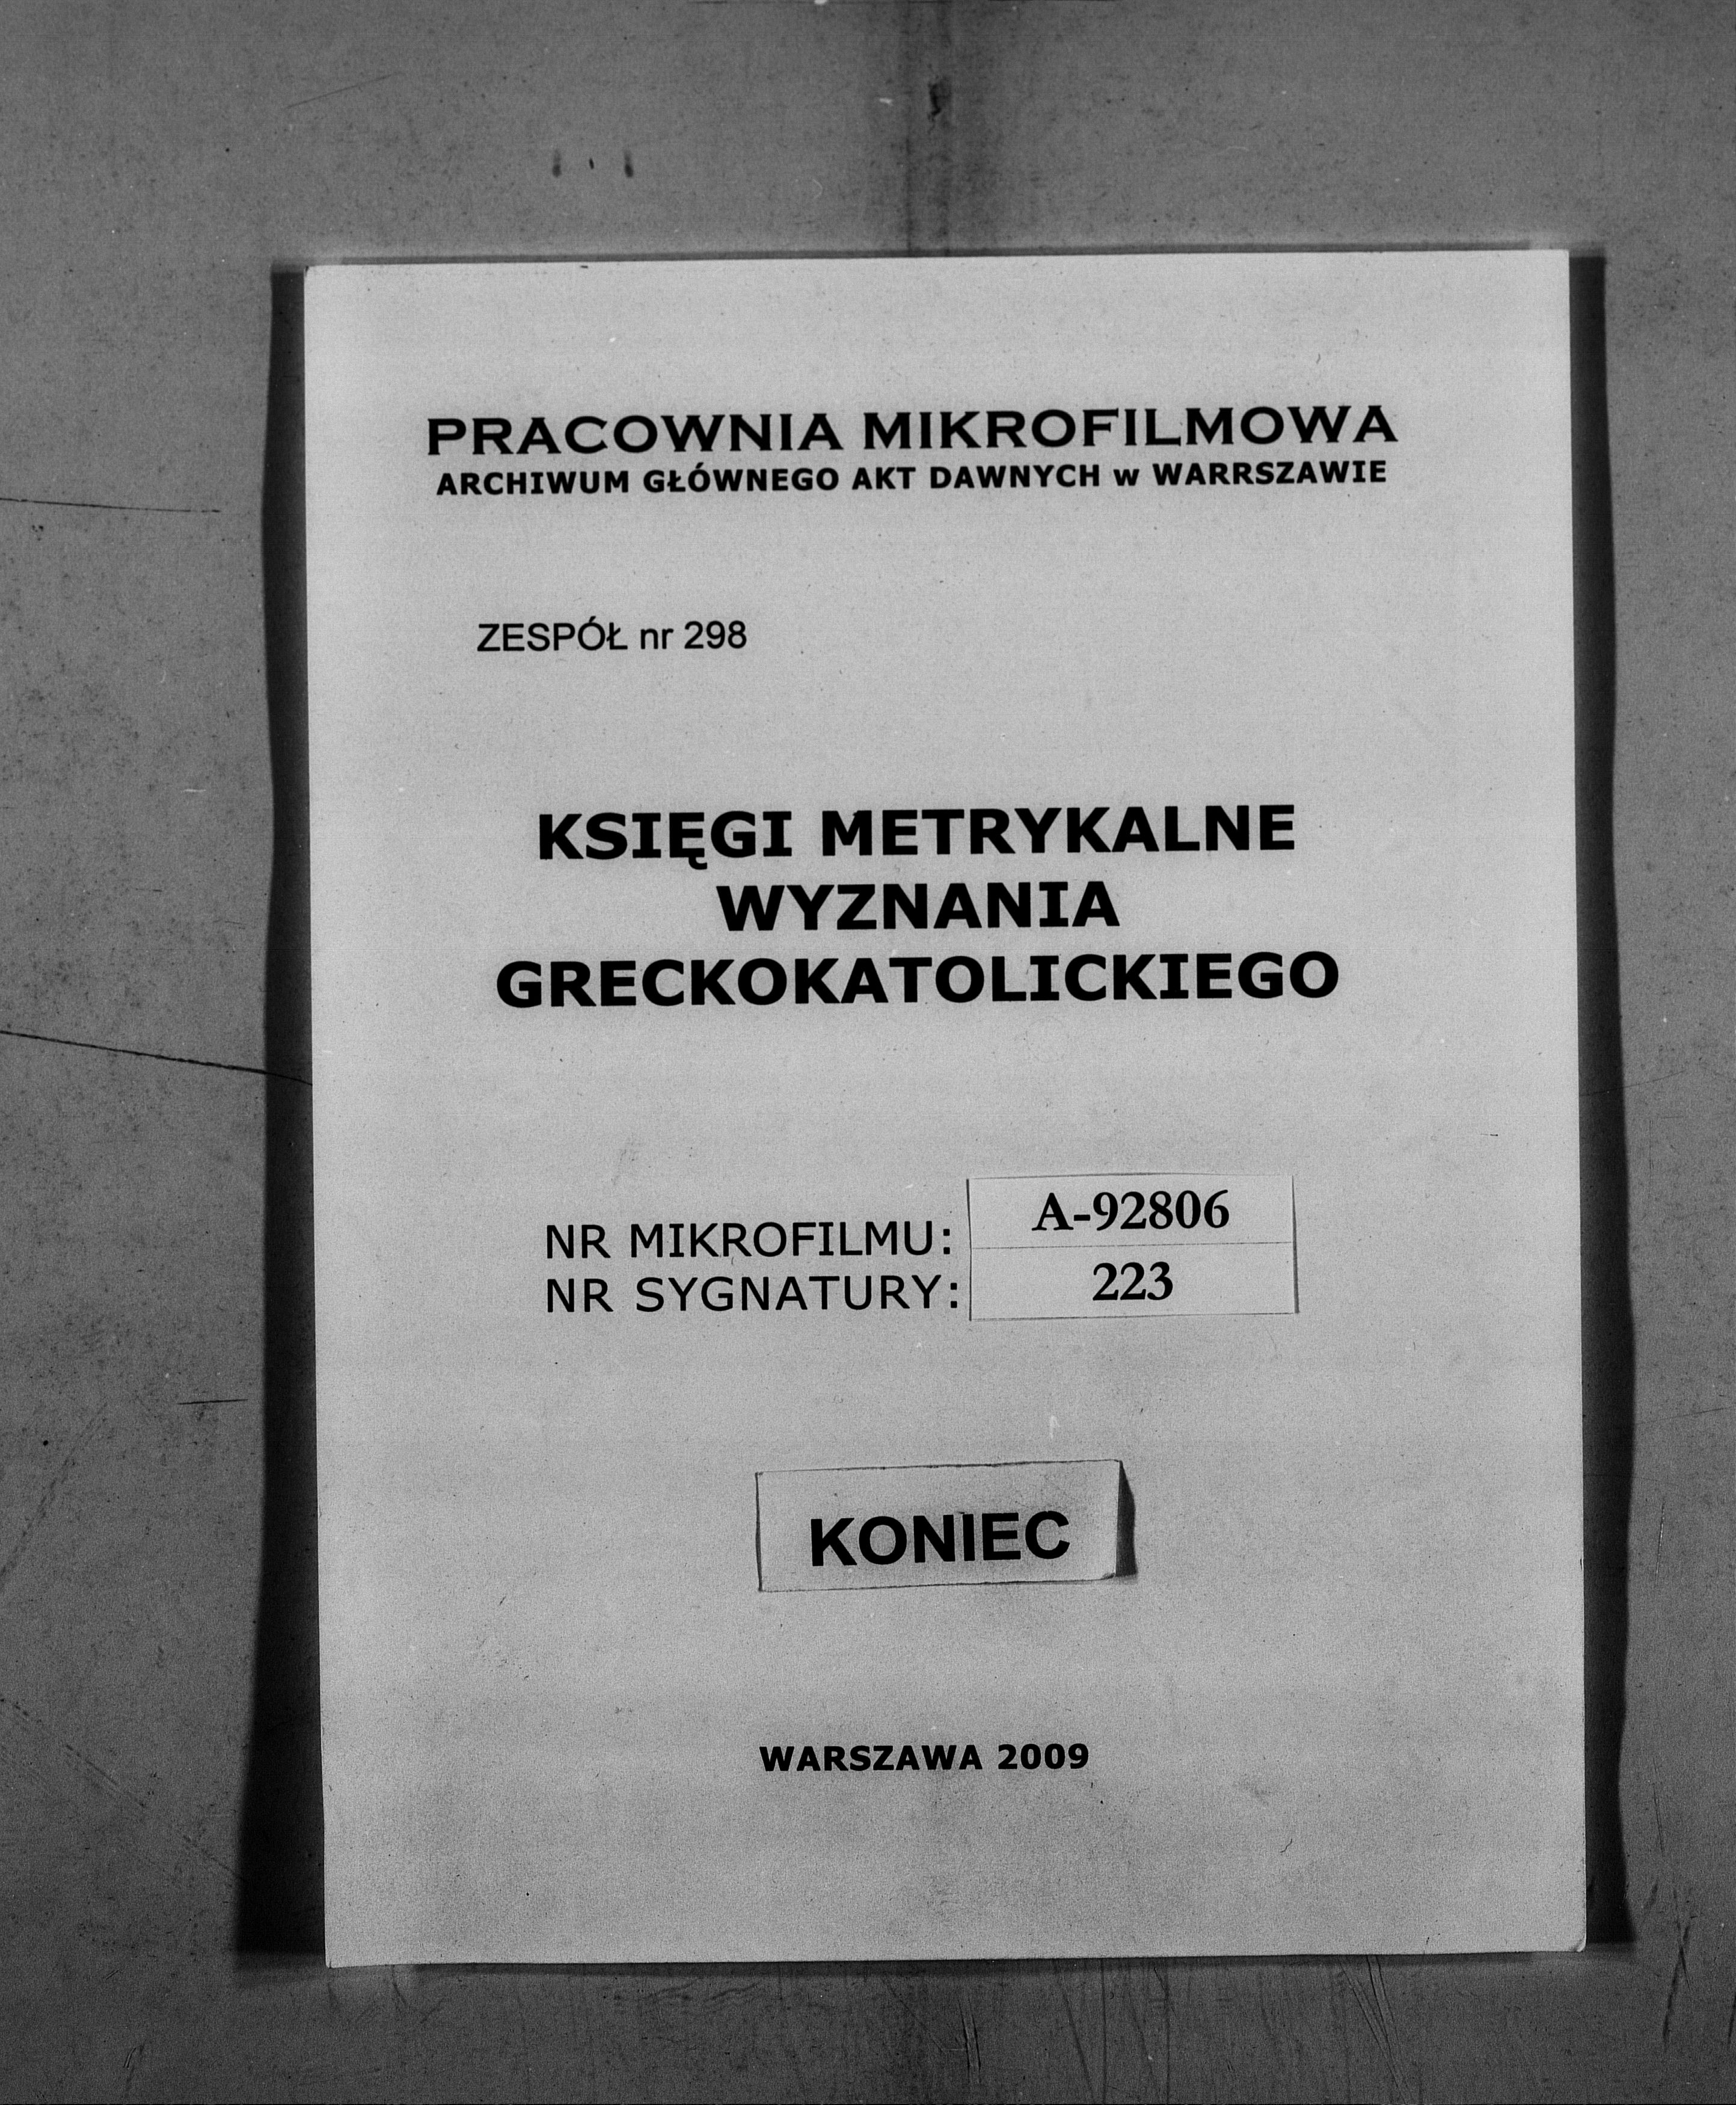 PRACOWNIA MIKROFILMOWA
ARCHIWUM GŁÓWNEGO AKT DAWNYCH w WARRSZAWIE
ZESPÓŁ nr 298
KSIĘGI METRYKALNE
WYZNANIA
GRECKOKATOLICKIEGO
NR MIKROFILMU: A-92806
NR SYGNATURY: 223
KONIEC
WARSZAWA 2009